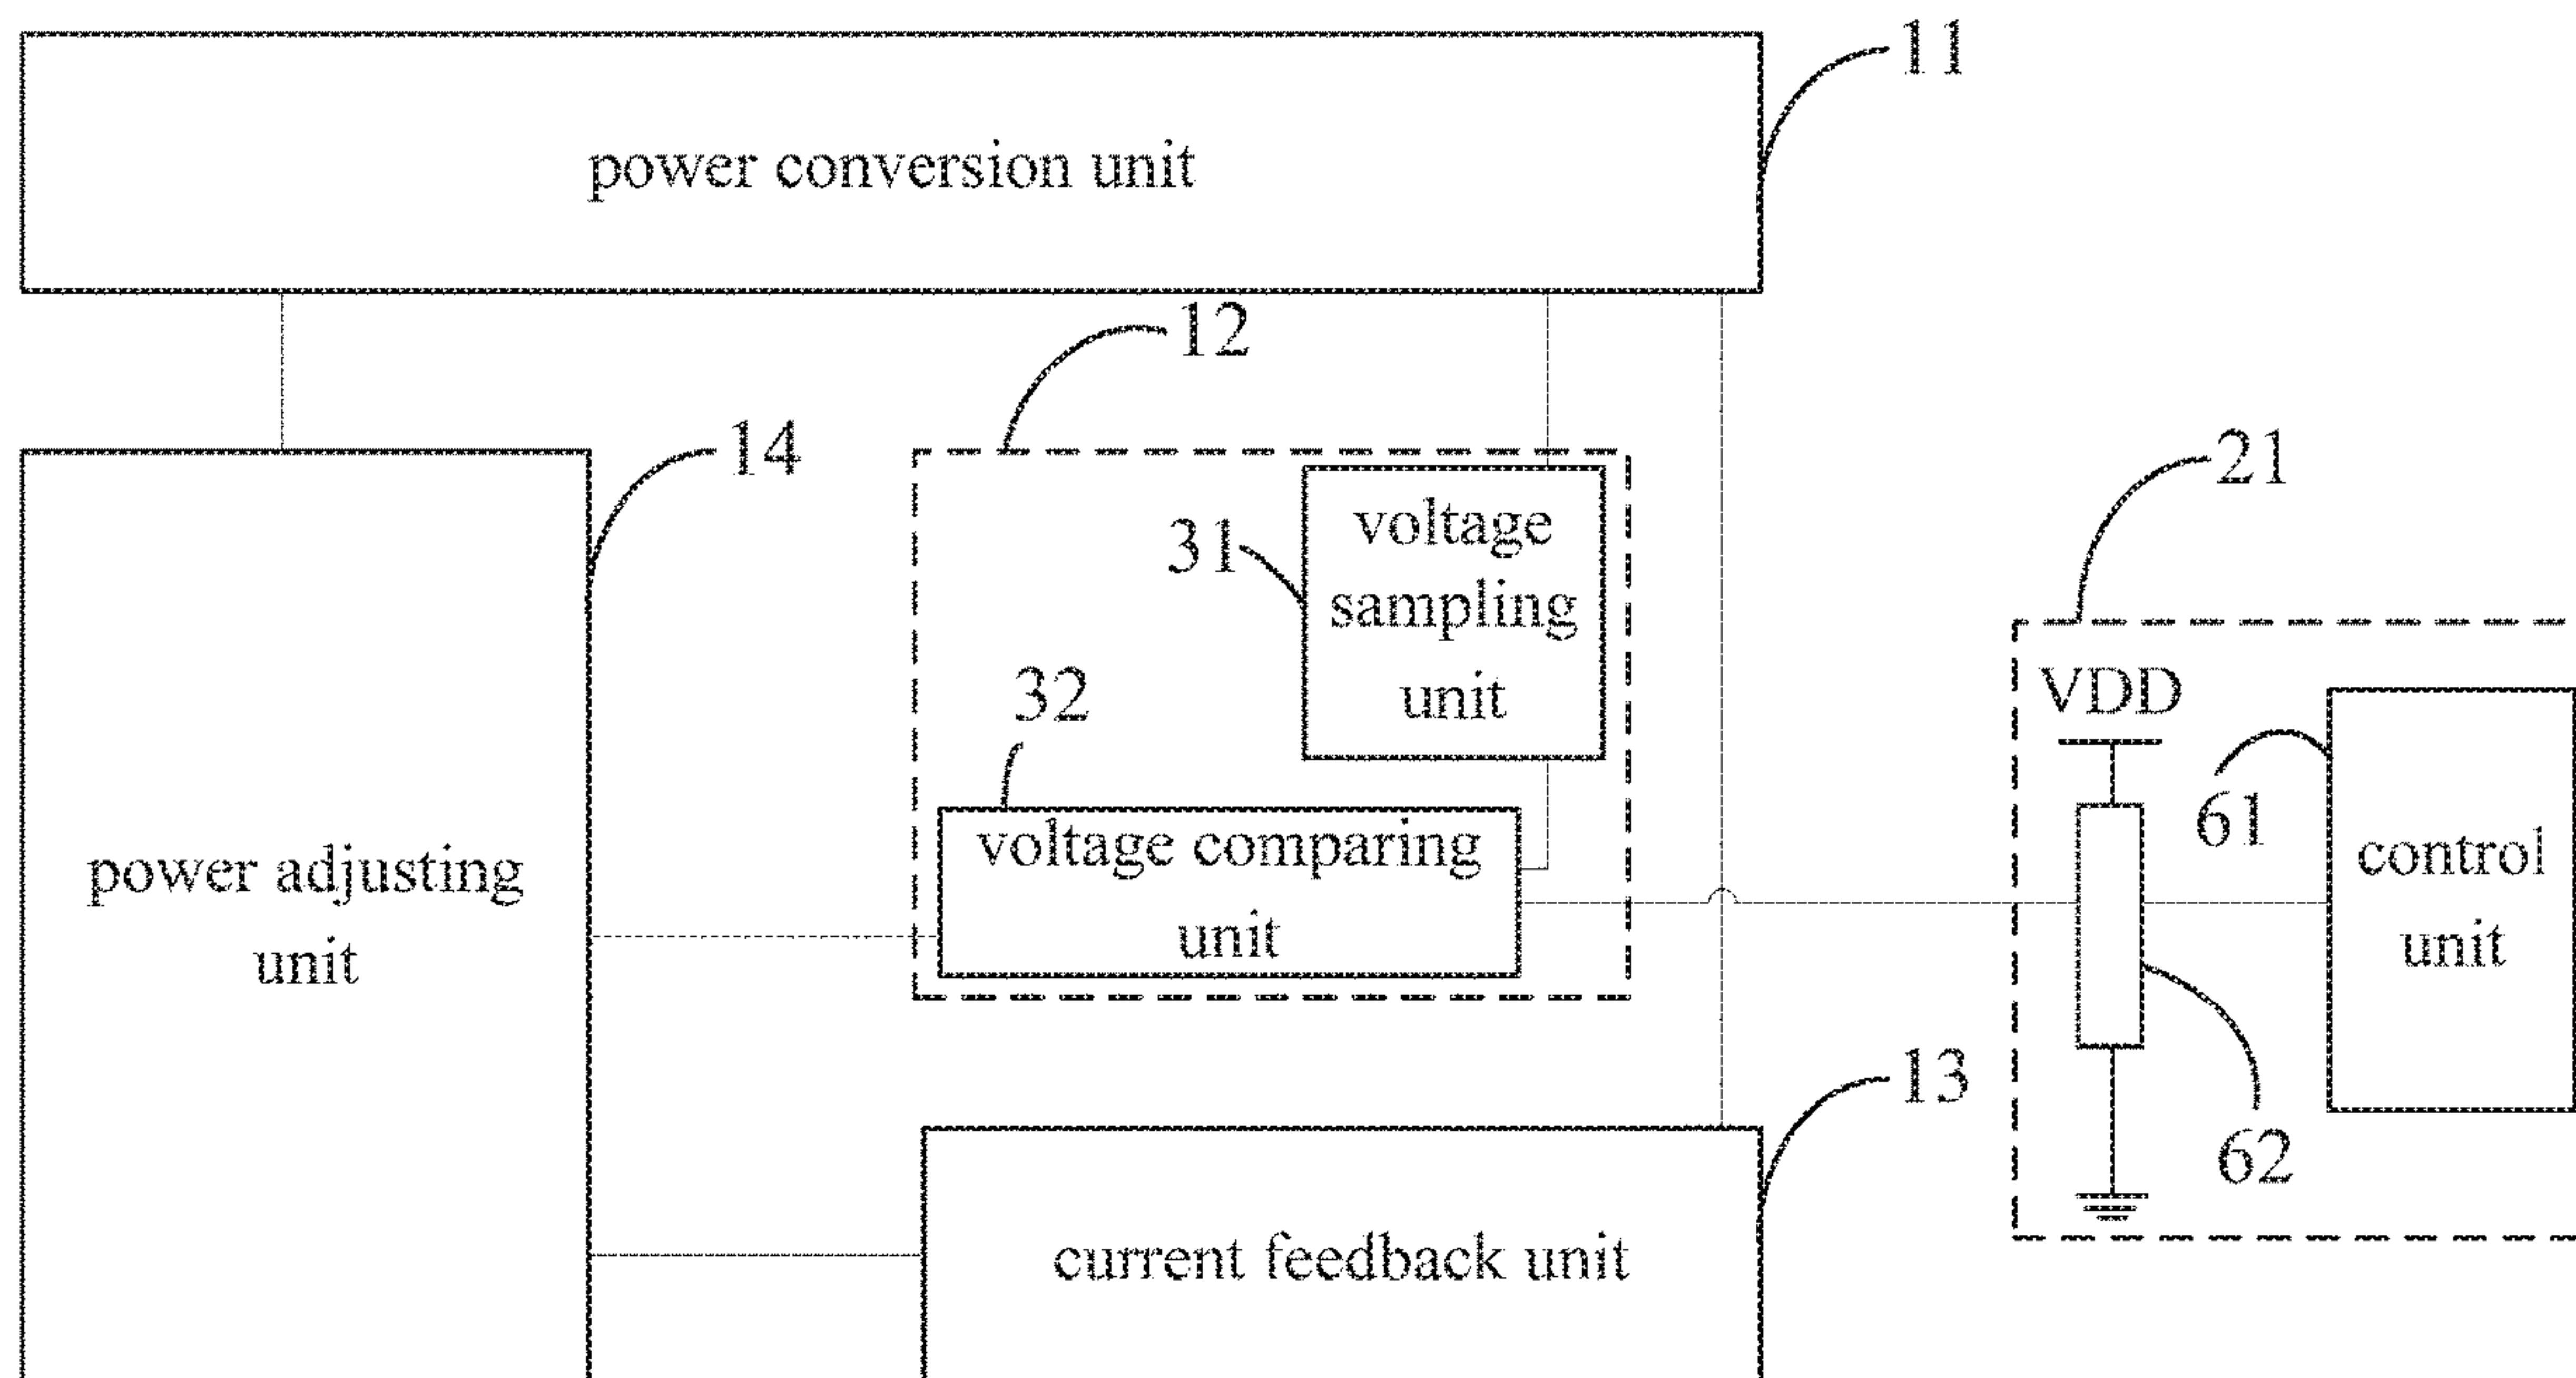 11
power conversion unit
12
14
21
voltage
sampling
unit
31
32
VDD
voltage comparing
unit
61
control
unit
power adjusting
unit
13
62
current feedback unit